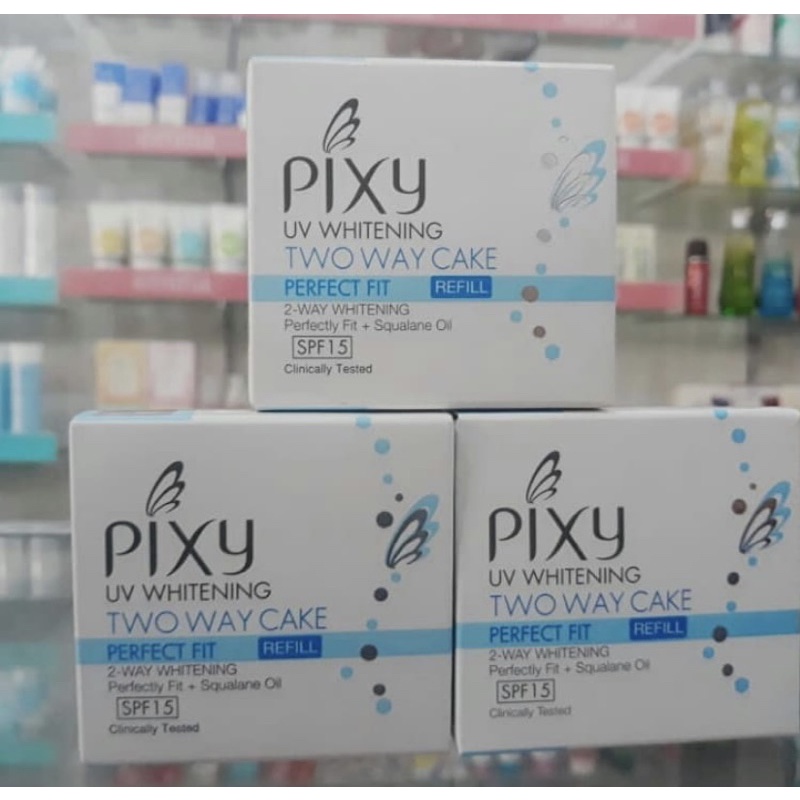 PIXY
UV WHITENING
TWO WAY CAKE
PERFECT FIT REFILL
2-WAY WHITENING
Perfectly Fit + Squalane Oil
SPF15
Clinically Tested
PIXY
UV WHITENING
TWO WAY CAKE
PERFECT FIT REFILL
2-WAY WHITENING
Perfectly Fit + Squalane Oil
SPF15
Clinically Tested
PIXY
UV WHITENING
TWO WAY CAKE
PERFECT FIT REFILL
2-WAY WHITENING
Perfectly Fit + Squalane Oil
SPF15
Clinically Tested